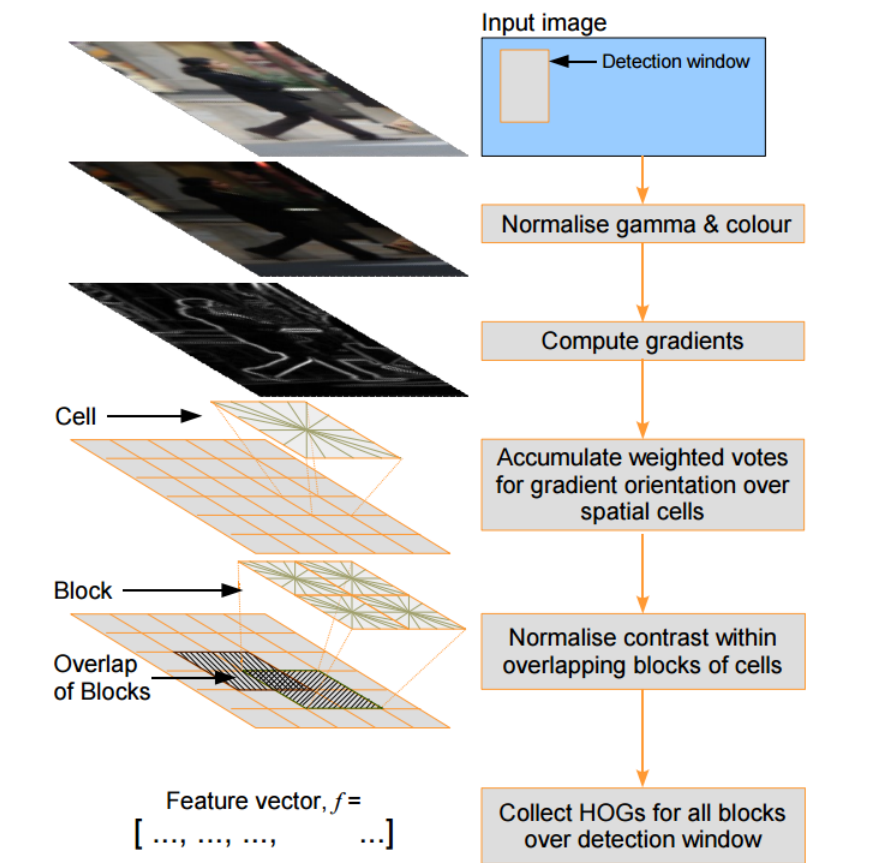 Input image
Detection window
Normalise gamma & colour
Compute gradients
Cell
Accumulate weighted votes
for gradient orientation over
spatial cells
Block
Normalise contrast within
overlapping blocks of cells
Overlap
of Blocks
Feature vector, f =
[ ..., ..., ..., ...]
Collect HOGs for all blocks
over detection window